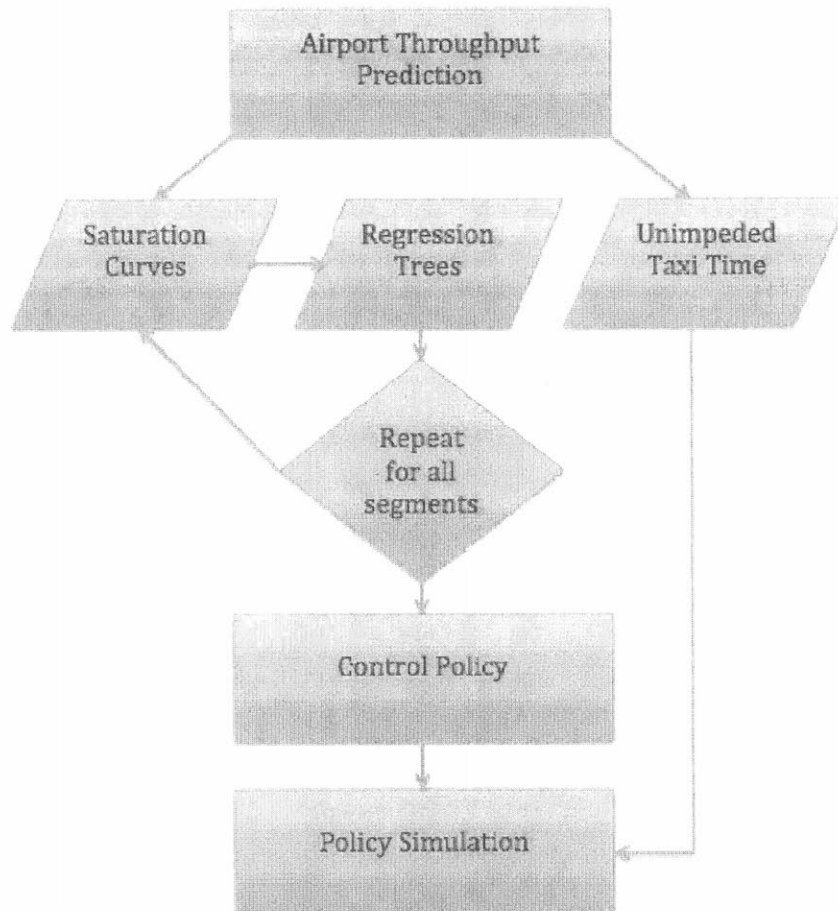 Airport Throughput
Prediction
Saturation
Curves
Regression
Trees
Unimpeded
Taxi Time
Repeat
for all
segments
Control Policy
Policy Simulation